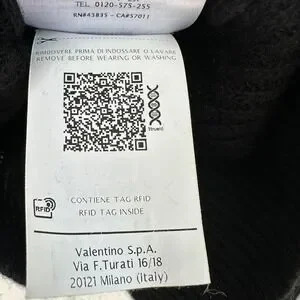 TEL. 0120-575-255
RN#43835 - CA#57011
RIMUOVERE PRIMA DI INDOSSARE O LAVARE
REMOVE BEFORE WEARING OR WASHING
RFID
CONTIENE TAG RFID
RFID TAG INSIDE
Valentino S.p.A.
Via F.Turati 16/18
20121 Milano (Italy)